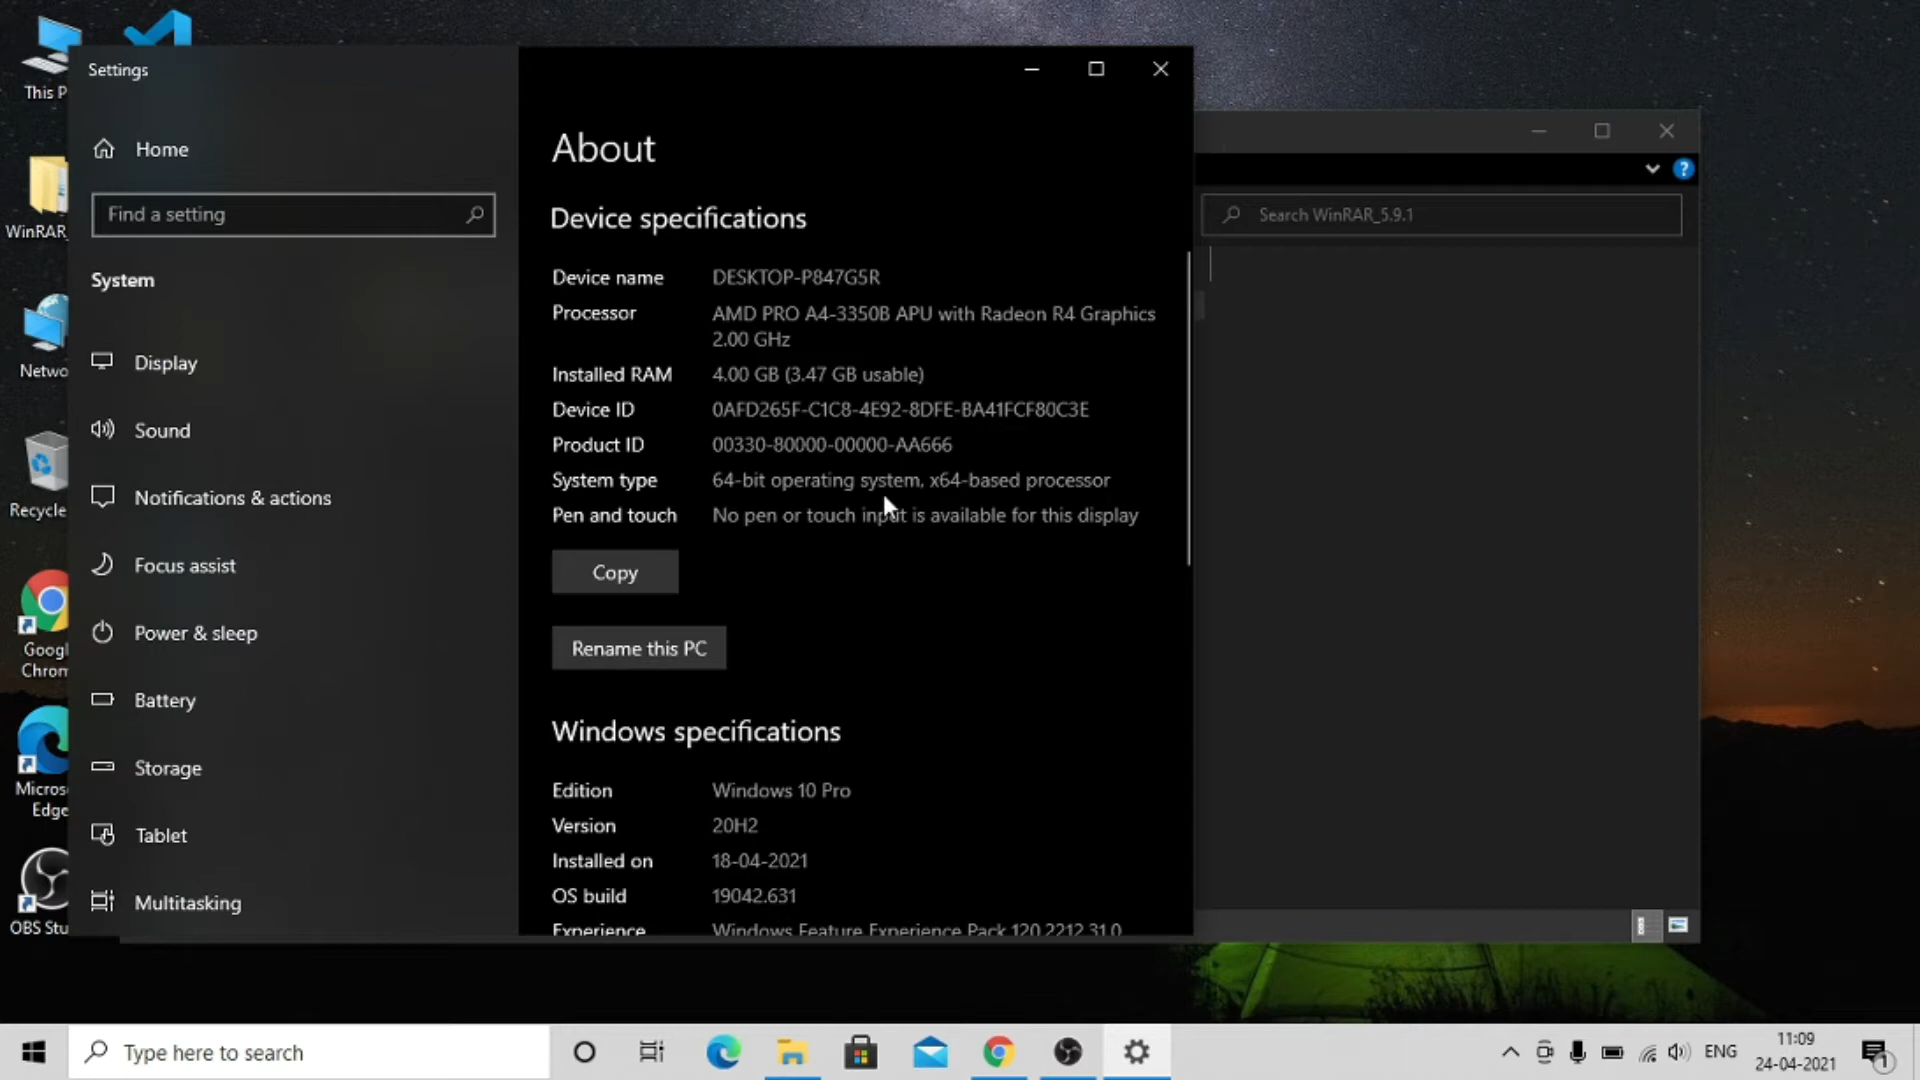 This P
WinRAR_
Netwo
Recycle
Googl
Chrom
Micros
Edge
OBS Stu
Settings
Home
Find a setting
System
Display
Sound
Notifications & actions
Focus assist
Power & sleep
Battery
Storage
Tablet
Multitasking
About
Device specifications
Device name DESKTOP-P847G5R
Processor AMD PRO A4-3350B APU with Radeon R4 Graphics
2.00 GHz
Installed RAM 4.00 GB (3.47 GB usable)
Device ID 0AFD265F-C1C8-4E92-8DFE-BA41FCF80C3E
Product ID 00330-80000-00000-AA666
System type 64-bit operating system, x64-based processor
Pen and touch No pen or touch input is available for this display
Copy
Rename this PC
Windows specifications
Edition Windows 10 Pro
Version 20H2
Installed on 18-04-2021
OS build 19042.631
Experience Windows Feature Experience Pack 120.2212.31.0
?
Search WinRAR_5.9.1
Type here to search
ENG
11:09
24-04-2021
1